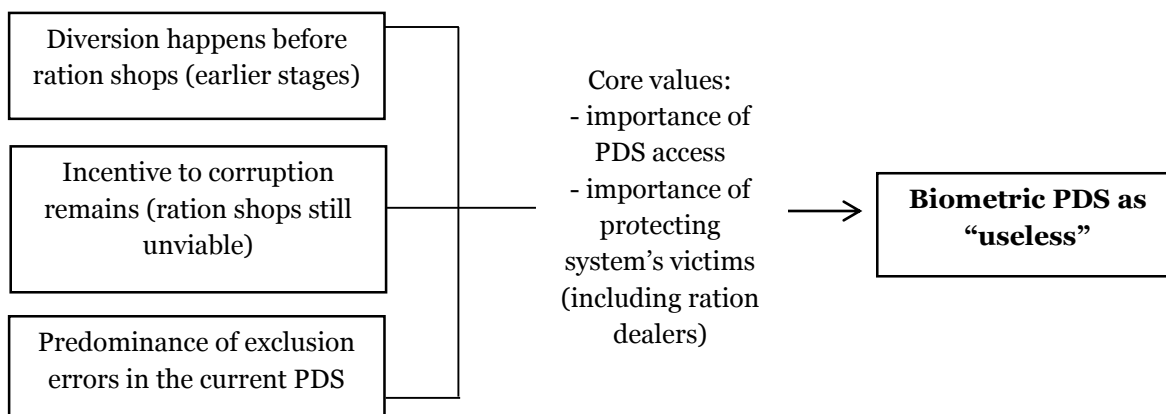 Diversion happens before
ration shops (earlier stages)
Incentive to corruption
remains (ration shops still
unviable)
Predominance of exclusion
errors in the current PDS
Core values:
- importance of
PDS access
- importance of
protecting
system’s victims
(including ration
dealers)
Biometric PDS as
“useless”